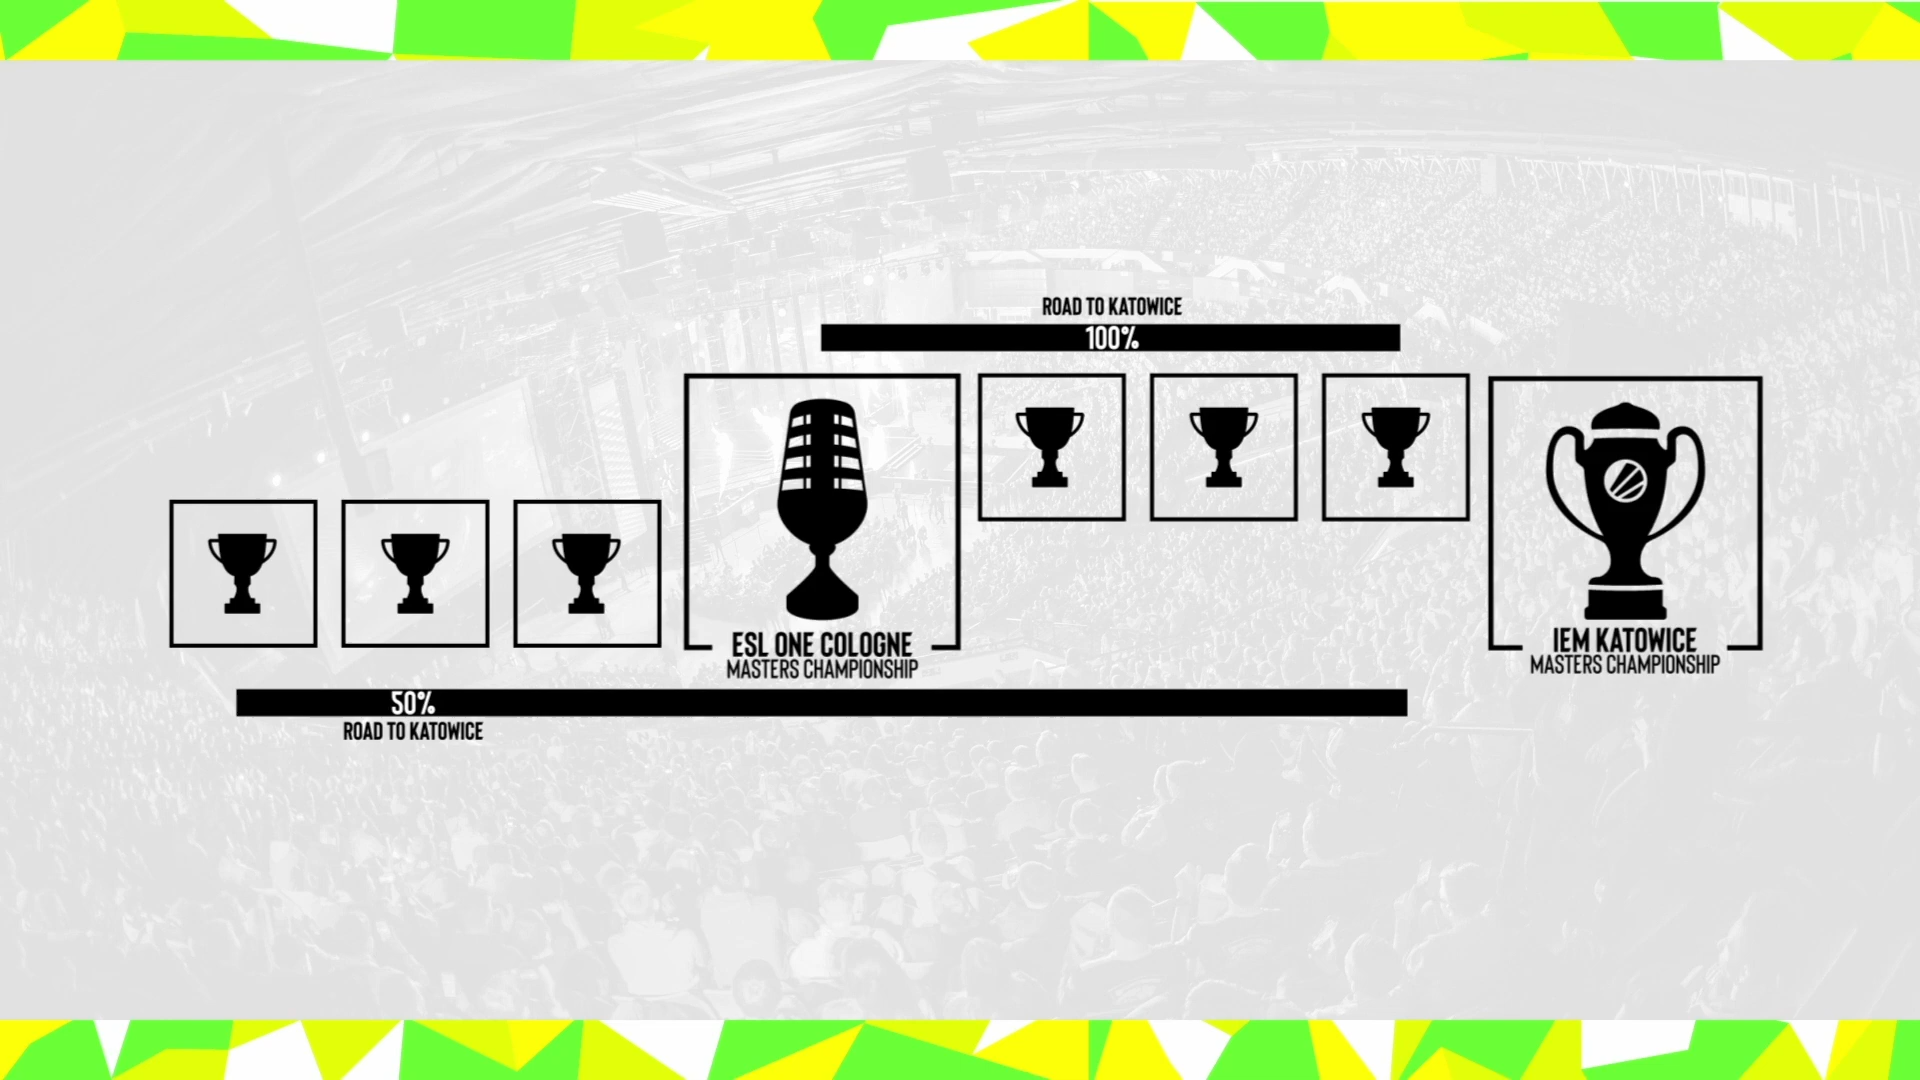 ROAD TO KATOWICE
100%
ESL ONE COLOGNE
MASTERS CHAMPIONSHIP
IEM KATOWICE
MASTERS CHAMPIONSHIP
50%
ROAD TO KATOWICE